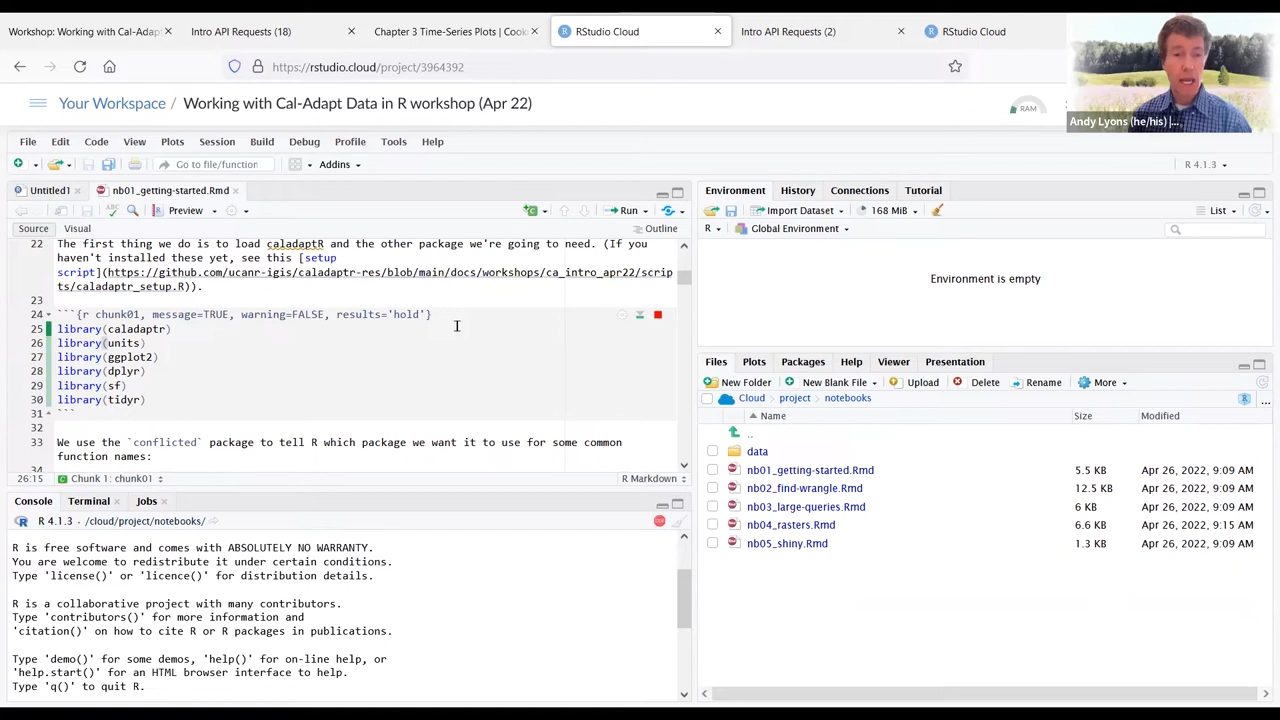 Workshop: Working with Cal-Adapt
Intro API Requests (18)
Chapter 3 Time-Series Plots | Cook
RStudio Cloud
Intro API Requests (2)
RStudio Cloud
https://rstudio.cloud/project/3964392
Your Workspace / Working with Cal-Adapt Data in R workshop (Apr 22)
RAM
Andy Lyons (he/his) |...
File Edit Code View Plots Session Build Debug Profile Tools Help
Go to file/function
Addins
R 4.1.3
Untitled1
nb01_getting-started.Rmd
Preview
Run
Source Visual
Outline
22 The first thing we do is to load caladaptR and the other package we're going to need. (If you
haven't installed these yet, see this [setup
script](https://github.com/ucanr-igis/caladaptr-res/blob/main/docs/workshops/ca_intro_apr22/scrip
ts/caladaptr_setup.R)).
23
24 ```{r chunk01, message=TRUE, warning=FALSE, results='hold'}
25 library(caladaptr)
26 library(units)
27 library(ggplot2)
28 library(dplyr)
29 library(sf)
30 library(tidyr)
31 ```
32
33 We use the `conflicted` package to tell R which package we want it to use for some common
function names:
34
26:15 Chunk 1: chunk01 R Markdown
Console Terminal Jobs
R 4.1.3 · /cloud/project/notebooks/
R is free software and comes with ABSOLUTELY NO WARRANTY.
You are welcome to redistribute it under certain conditions.
Type 'license()' or 'licence()' for distribution details.
R is a collaborative project with many contributors.
Type 'contributors()' for more information and
'citation()' on how to cite R or R packages in publications.
Type 'demo()' for some demos, 'help()' for on-line help, or
'help.start()' for an HTML browser interface to help.
Type 'q()' to quit R.
Environment History Connections Tutorial
Import Dataset 168 MiB List
R Global Environment
Environment is empty
Files Plots Packages Help Viewer Presentation
New Folder New Blank File Upload Delete Rename More
Cloud project notebooks ...
Name Size Modified
..
data
nb01_getting-started.Rmd 5.5 KB Apr 26, 2022, 9:09 AM
nb02_find-wrangle.Rmd 12.5 KB Apr 26, 2022, 9:09 AM
nb03_large-queries.Rmd 6 KB Apr 26, 2022, 9:09 AM
nb04_rasters.Rmd 6.6 KB Apr 26, 2022, 9:15 AM
nb05_shiny.Rmd 1.3 KB Apr 26, 2022, 9:09 AM